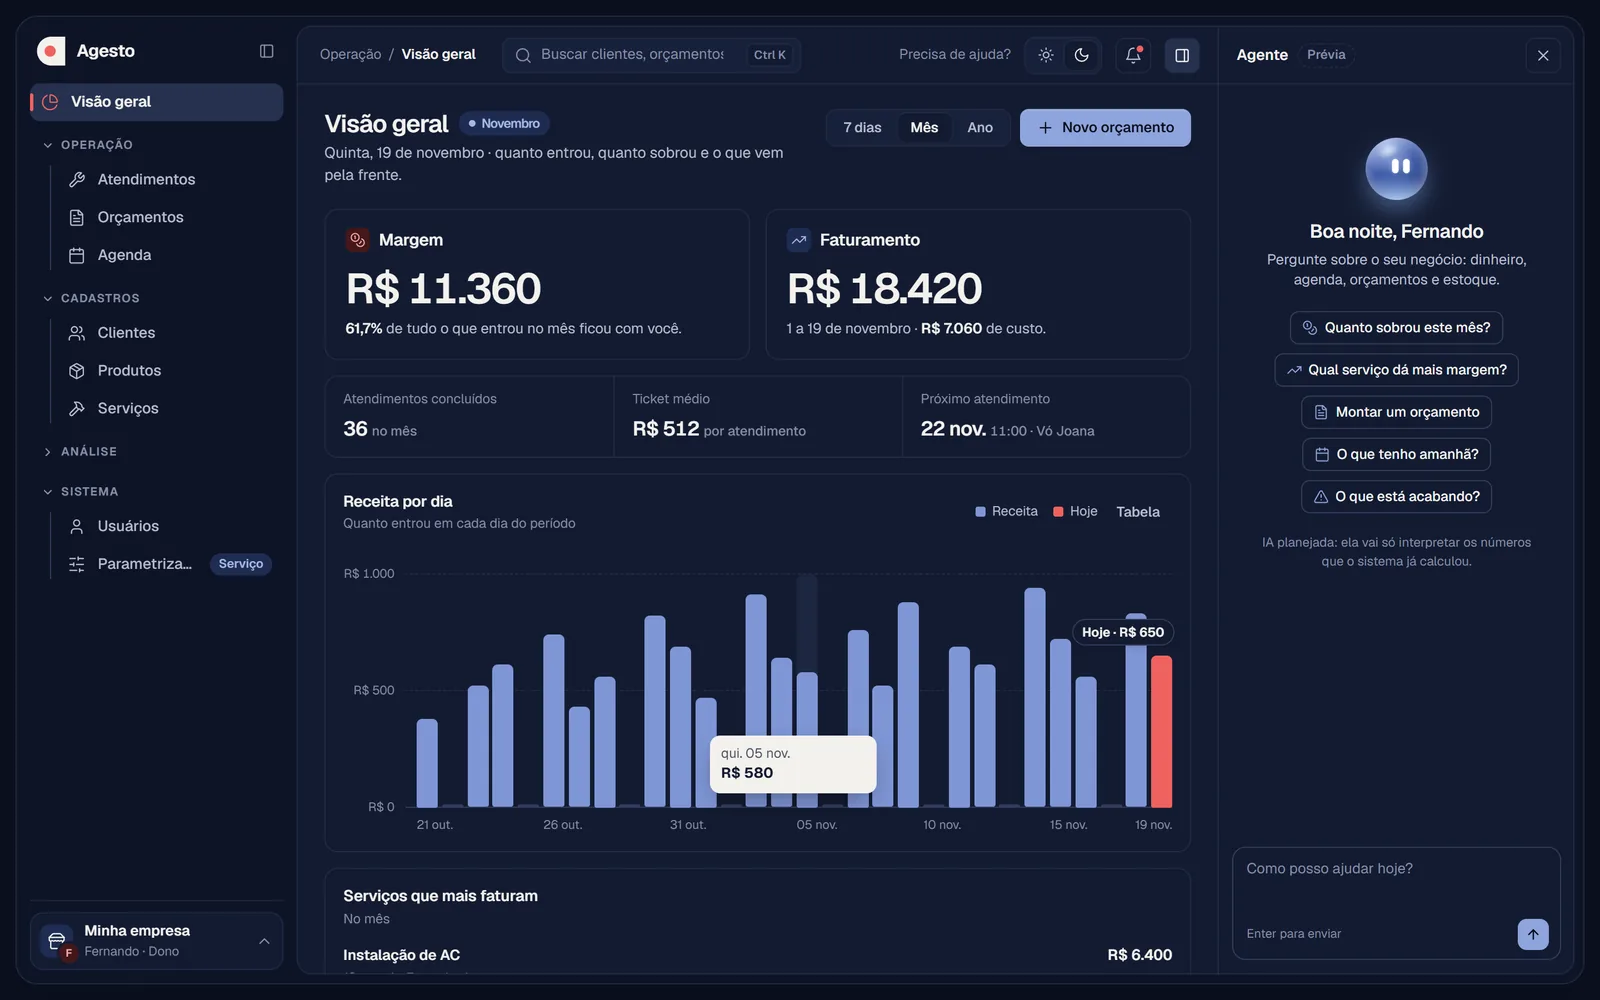 Agesto
Visão geral
OPERAÇÃO
Atendimentos
Orçamentos
Agenda
CADASTROS
Clientes
Produtos
Serviços
ANÁLISE
SISTEMA
Usuários
Parametriza... Serviço
Minha empresa
F
Fernando · Dono
Operação / Visão geral
Buscar clientes, orçamentos
Ctrl K
Precisa de ajuda?
Visão geral
Novembro
Quinta, 19 de novembro · quanto entrou, quanto sobrou e o que vem
pela frente.
7 dias Mês Ano
Novo orçamento
Margem
R$ 11.360
61,7% de tudo o que entrou no mês ficou com você.
Faturamento
R$ 18.420
1 a 19 de novembro · R$ 7.060 de custo.
Atendimentos concluídos
36 no mês
Ticket médio
R$ 512 por atendimento
Próximo atendimento
22 nov. 11:00 · Vó Joana
Receita por dia
Quanto entrou em cada dia do período
Receita Hoje Tabela
R$ 1.000
R$ 500
R$ 0
Hoje · R$ 650
qui. 05 nov.
R$ 580
21 out. 26 out. 31 out. 05 nov. 10 nov. 15 nov. 19 nov.
Serviços que mais faturam
No mês
Instalação de AC R$ 6.400
Agente Prévia
Boa noite, Fernando
Pergunte sobre o seu negócio: dinheiro,
agenda, orçamentos e estoque.
Quanto sobrou este mês?
Qual serviço dá mais margem?
Montar um orçamento
O que tenho amanhã?
O que está acabando?
IA planejada: ela vai só interpretar os números
que o sistema já calculou.
Como posso ajudar hoje?
Enter para enviar